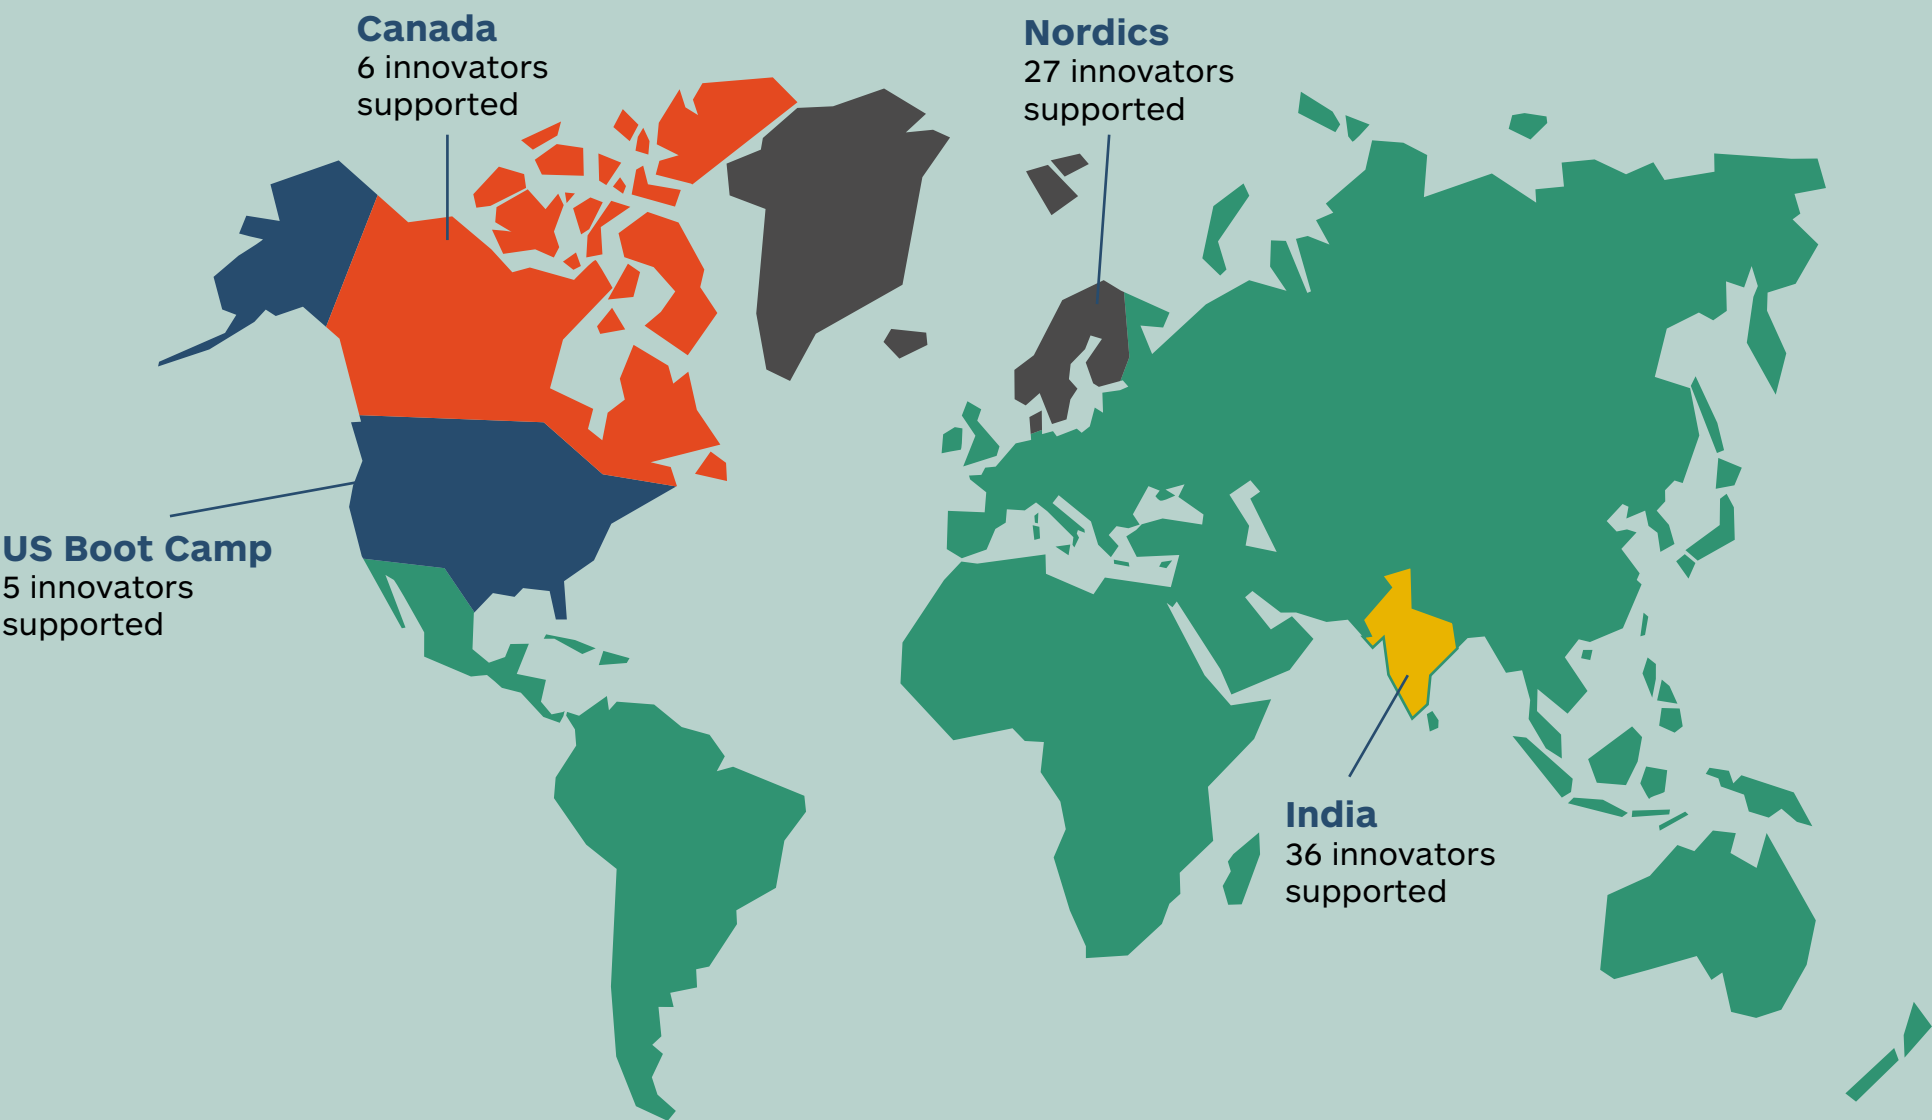 Canada
6 innovators
supported
Nordics
27 innovators
supported
US Boot Camp
5 innovators
supported
India
36 innovators
supported